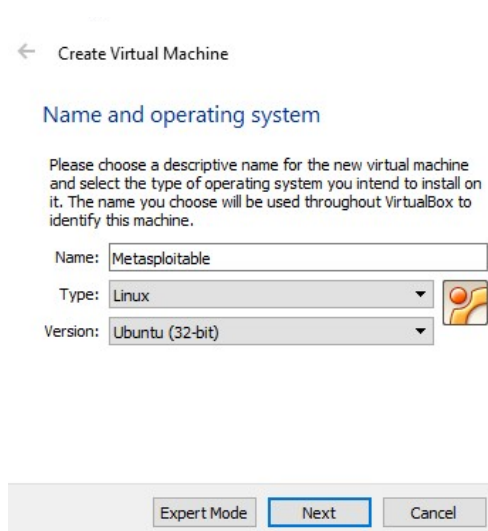 Create Virtual Machine
Name and operating system
Please choose a descriptive name for the new virtual machine
and select the type of operating system you intend to install on
it. The name you choose will be used throughout VirtualBox to
identify this machine.
Name: Metasploitable
Type: Linux
Version: Ubuntu (32-bit)
Expert Mode Next Cancel